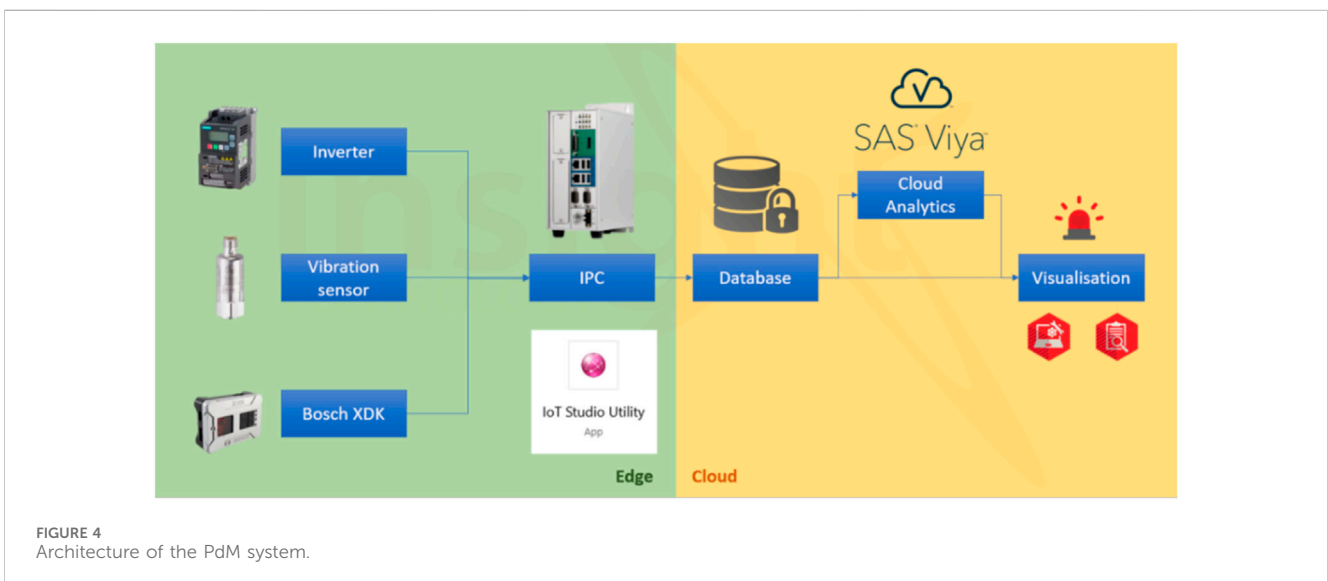 Inverter
Vibration
sensor
Bosch XDK
IPC
IoT Studio Utility
App
Edge
Cloud
Database
SAS Viya
Cloud
Analytics
Visualisation
Insight
FIGURE 4
Architecture of the PdM system.